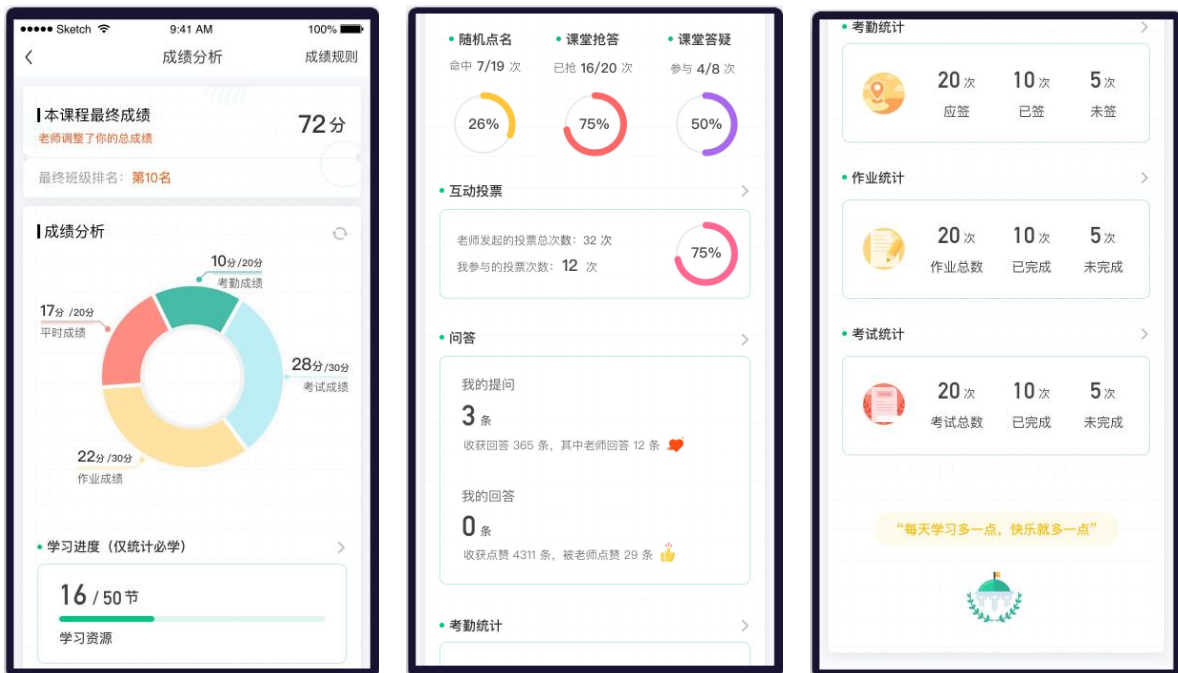 Sketch 9:41 AM 100%
成绩分析 成绩规则
本课程最终成绩
老师调整了你的总成绩
72分
最终班级排名：第10名
成绩分析
10分/20分
考勤成绩
17分 /20分
平时成绩
28分/30分
考试成绩
22分/30分
作业成绩
学习进度（仅统计必学）
16 / 50 节
学习资源
随机点名 课堂抢答 课堂答疑
命中 7/19 次 已抢 16/20 次 参与 4/8 次
26% 75% 50%
互动投票
老师发起的投票总次数：32 次
我参与的投票次数：12 次
75%
问答
我的提问
3 条
收获回答 365 条，其中老师回答 12 条
我的回答
0 条
收获点赞 4311 条，被老师点赞 29 条
考勤统计
考勤统计
20 次 10 次 5 次
应签 已签 未签
作业统计
20 次 10 次 5 次
作业总数 已完成 未完成
考试统计
20 次 10 次 5 次
考试总数 已完成 未完成
“每天学习多一点，快乐就多一点”